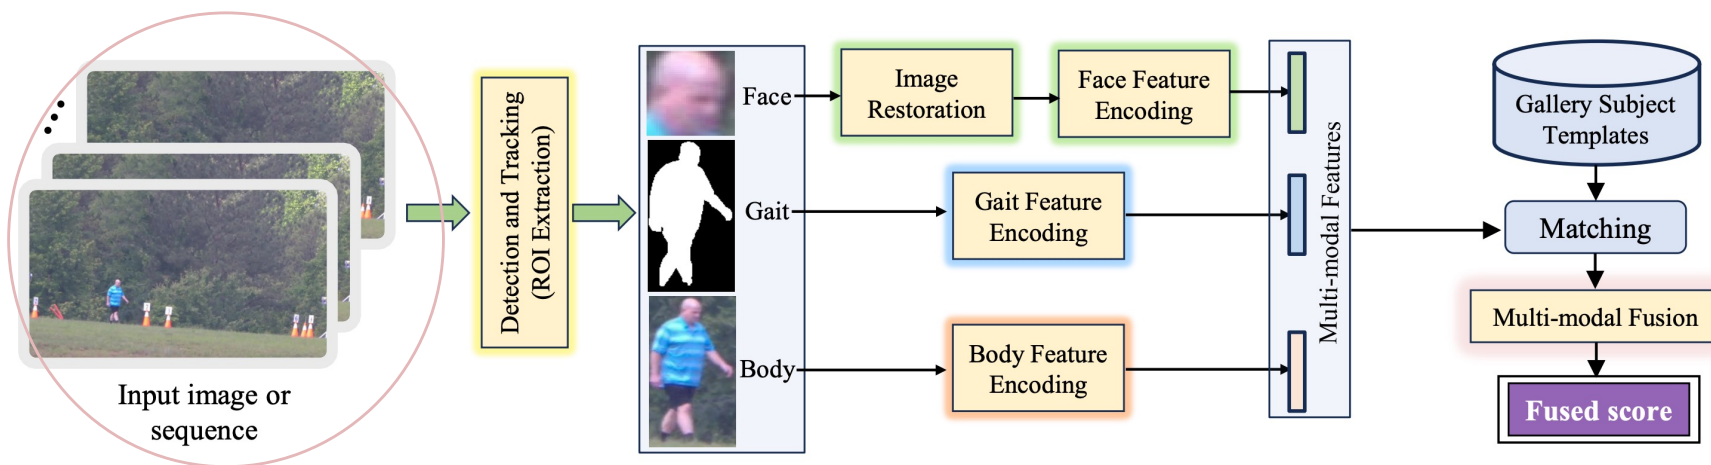 Input image or
sequence
Detection and Tracking
(ROI Extraction)
Face
Gait
Body
Image
Restoration
Face Feature
Encoding
Gait Feature
Encoding
Body Feature
Encoding
Multi-modal Features
Gallery Subject
Templates
Matching
Multi-modal Fusion
Fused score